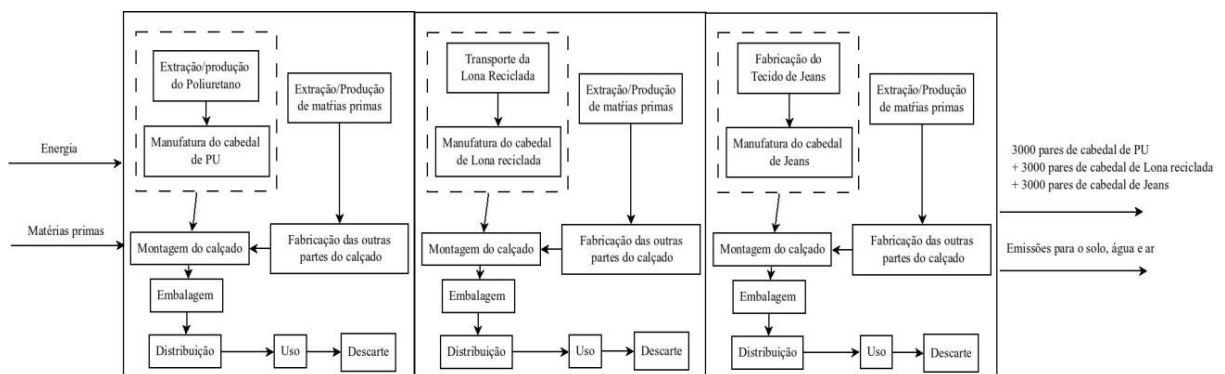 Energia
Matérias primas
Extração/produção
do Poliuretano
Manufatura do cabedal
de PU
Extração/Produção
de matŕias primas
Montagem do calçado
Fabricação das outras
partes do calçado
Embalagem
Distribuição
Uso
Descarte
Transporte da
Lona Reciclada
Manufatura do cabedal
de Lona reciclada
Extração/Produção
de matŕias primas
Montagem do calçado
Fabricação das outras
partes do calçado
Embalagem
Distribuição
Uso
Descarte
Fabricação do
Tecido de Jeans
Manufatura do cabedal
de Jeans
Extração/Produção
de matŕias primas
Montagem do calçado
Fabricação das outras
partes do calçado
Embalagem
Distribuição
Uso
Descarte
3000 pares de cabedal de PU
+ 3000 pares de cabedal de Lona reciclada
+ 3000 pares de cabedal de Jeans
Emissões para o solo, água e ar